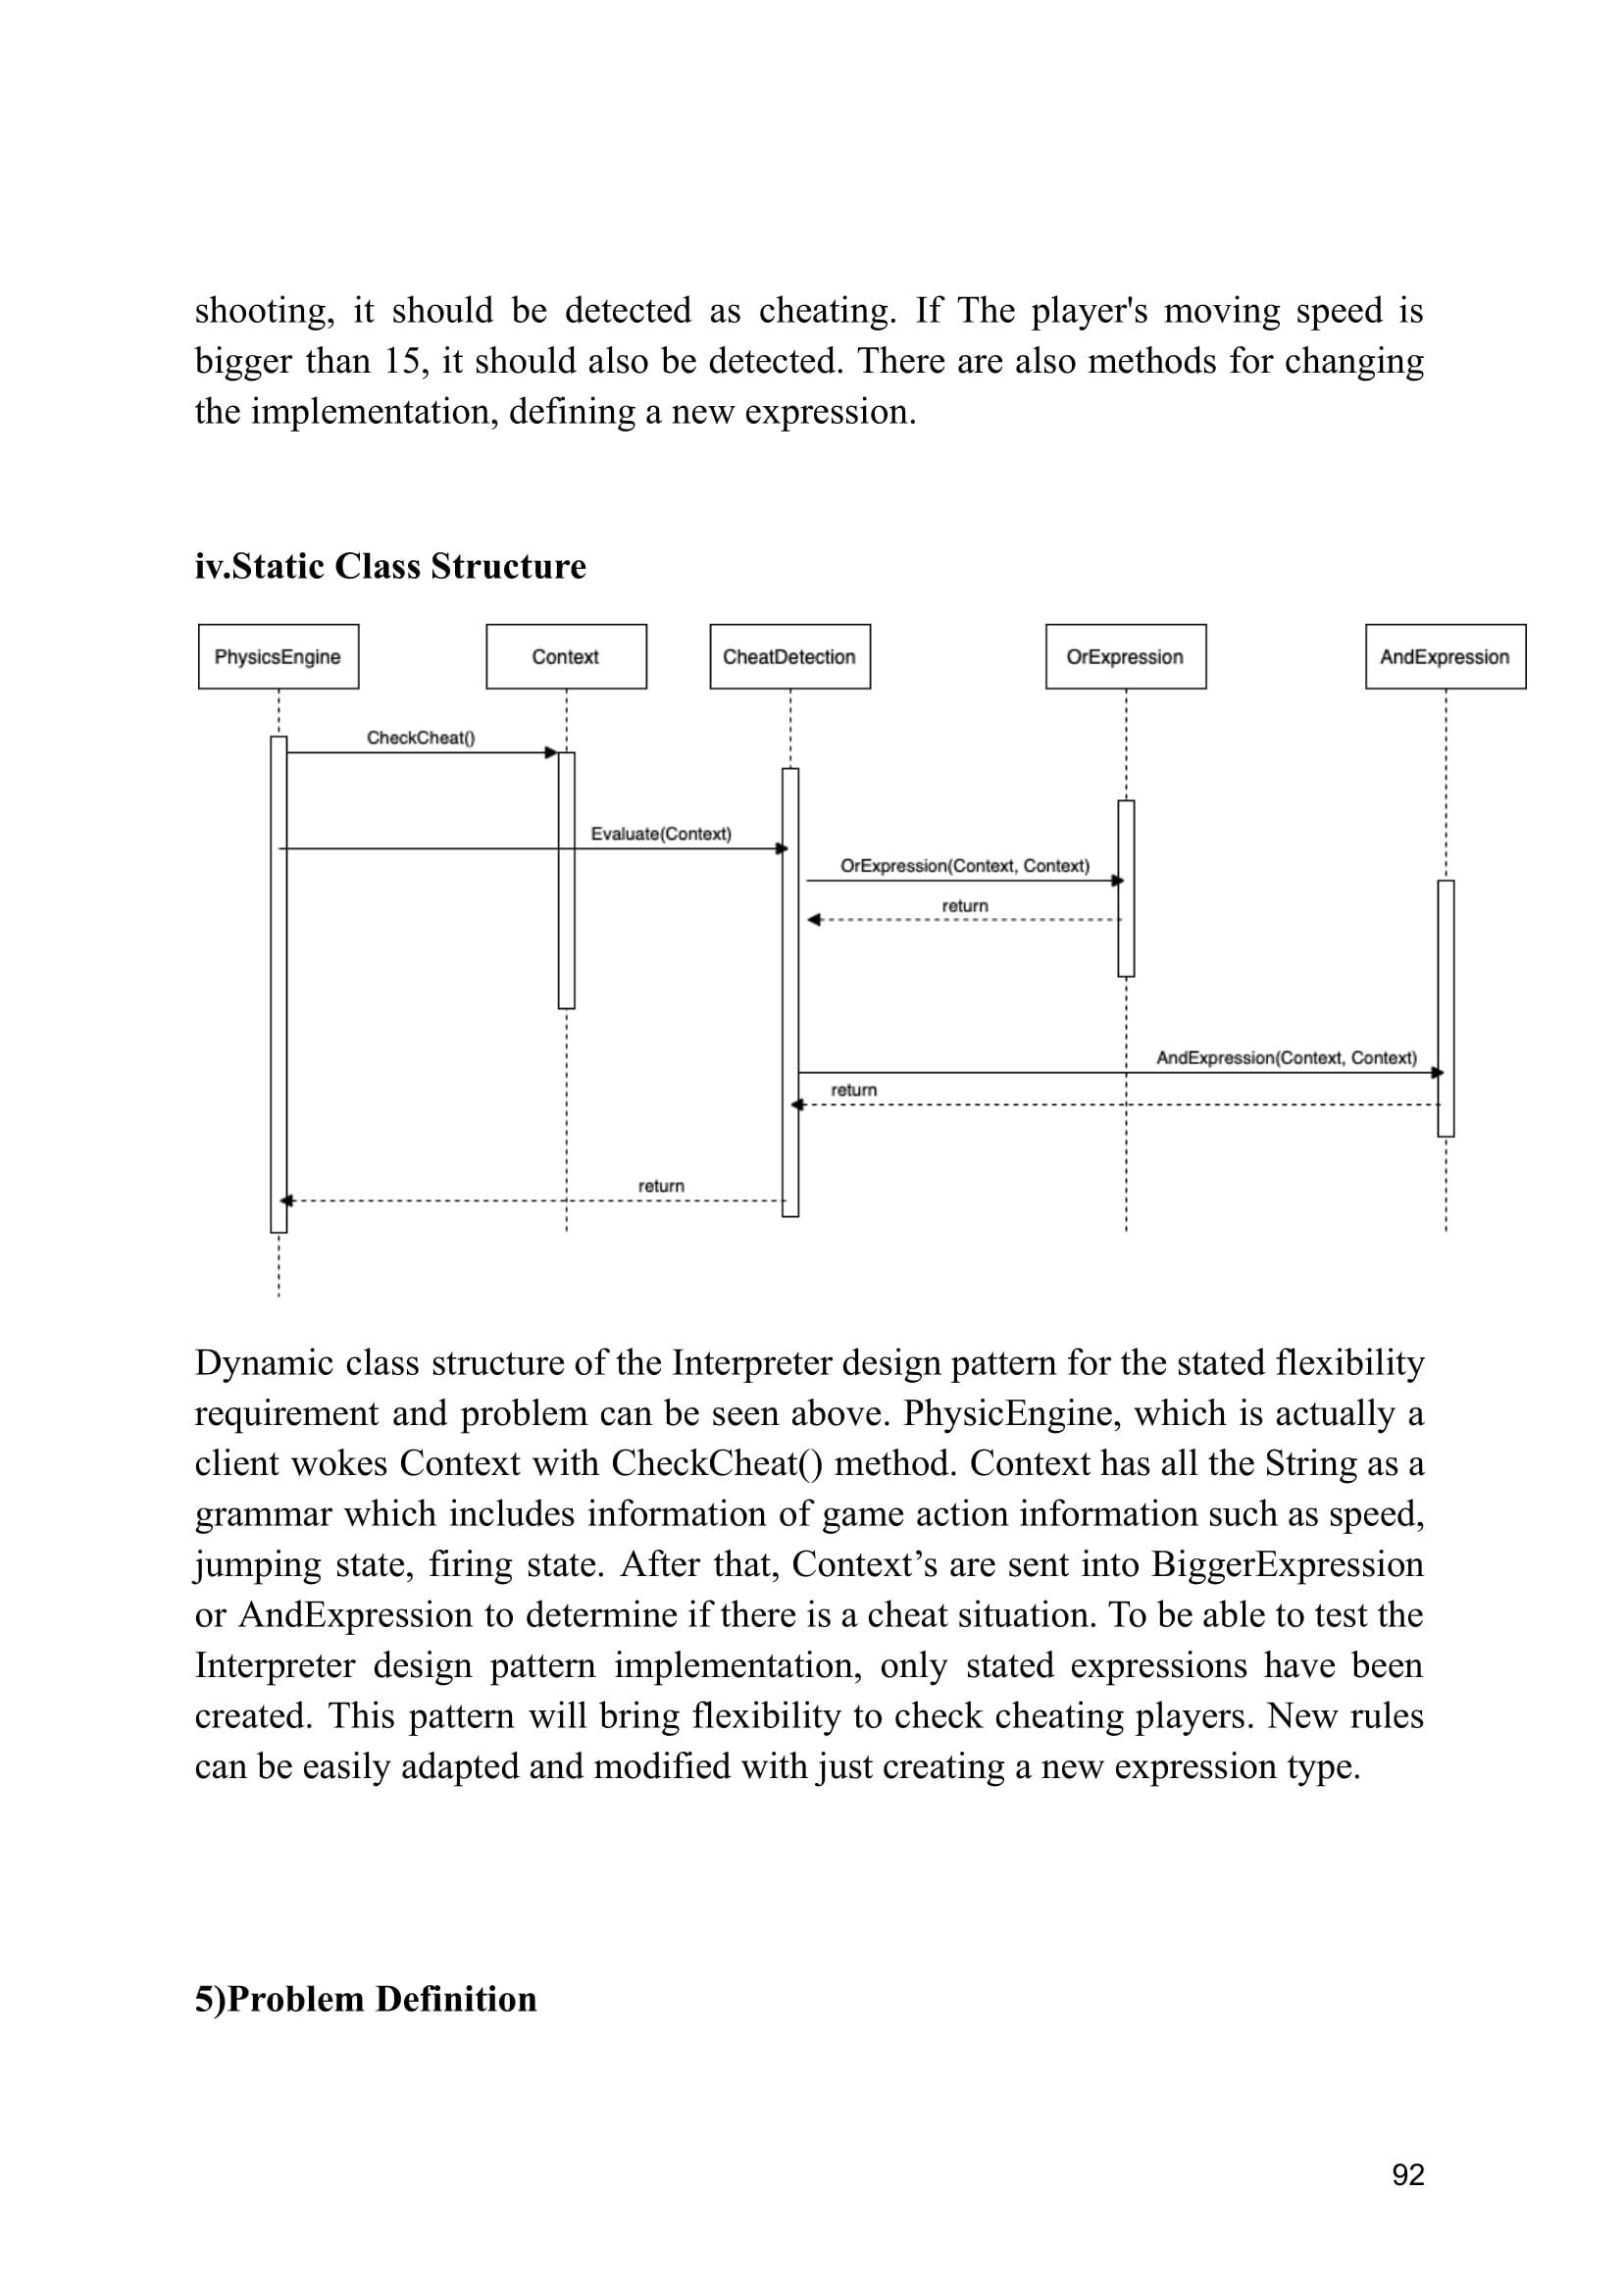 shooting, it should be detected as cheating. If The player's moving speed is
bigger than 15, it should also be detected. There are also methods for changing
the implementation, defining a new expression.
iv.Static Class Structure
PhysicsEngine
Context
CheatDetection
OrExpression
AndExpression
CheckCheat()
Evaluate(Context)
OrExpression(Context, Context)
return
AndExpression(Context, Context)
return
return
Dynamic class structure of the Interpreter design pattern for the stated flexibility
requirement and problem can be seen above. PhysicEngine, which is actually a
client wokes Context with CheckCheat() method. Context has all the String as a
grammar which includes information of game action information such as speed,
jumping state, firing state. After that, Context’s are sent into BiggerExpression
or AndExpression to determine if there is a cheat situation. To be able to test the
Interpreter design pattern implementation, only stated expressions have been
created. This pattern will bring flexibility to check cheating players. New rules
can be easily adapted and modified with just creating a new expression type.
5)Problem Definition
92